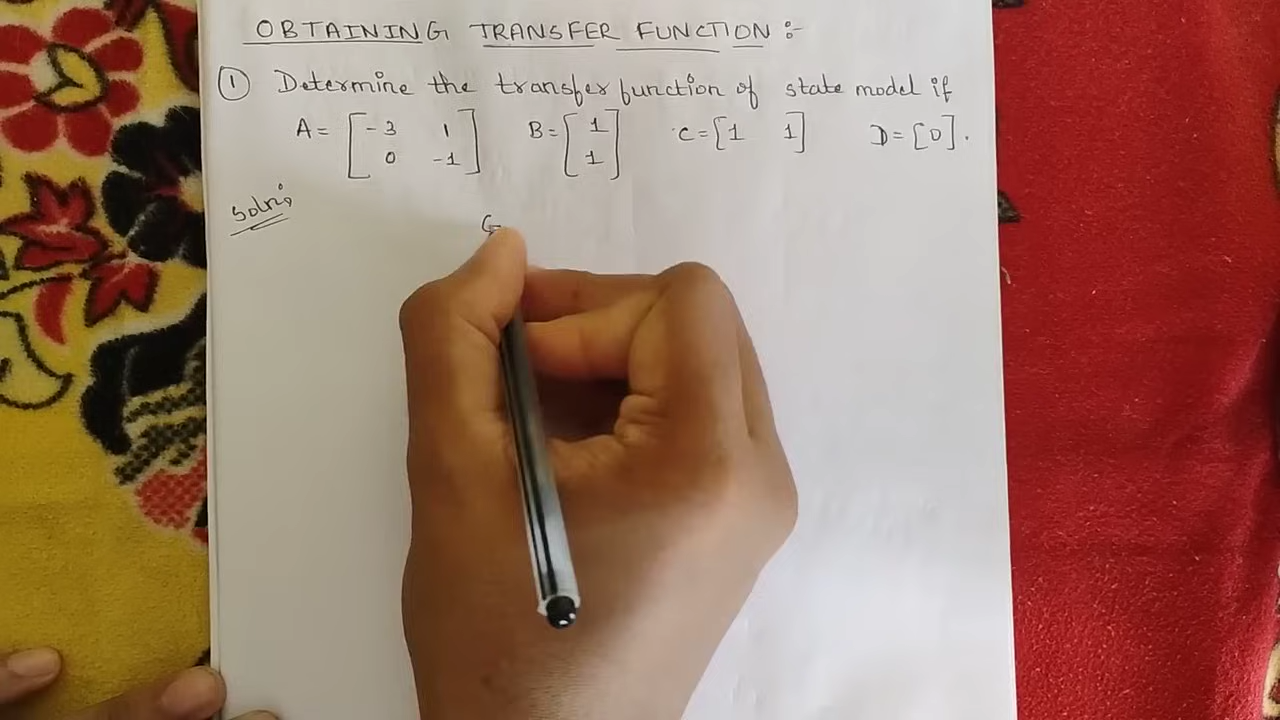 OBTAINING TRANSFER FUNCTION :-
① Determine the transfer function of state model if
A = [ -3 1 B = [ 1 C = [ 1 1 ] D = [0].
0 -1 ] 1 ]
Soln:,
G